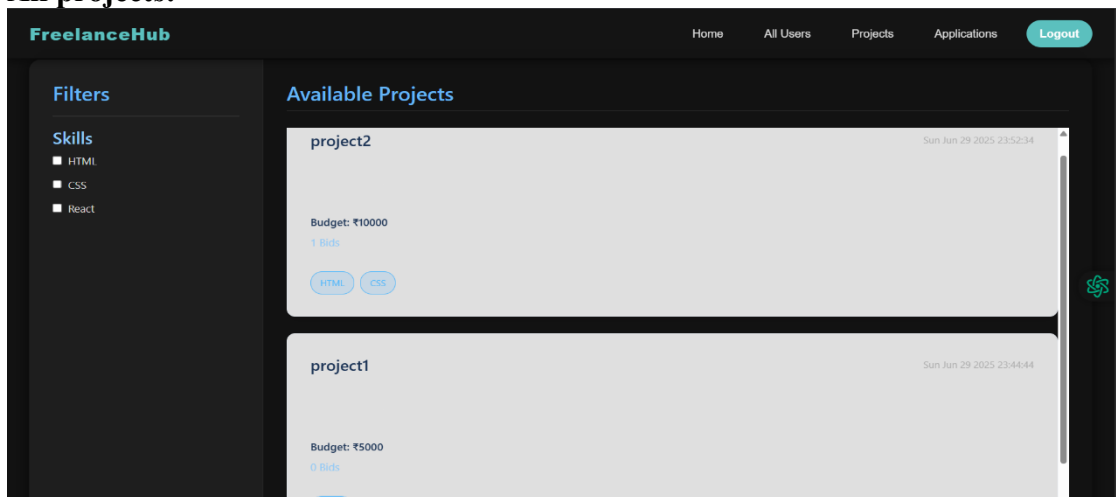 All projects:
FreelanceHub
Home All Users Projects Applications Logout
Filters
Skills
HTML
CSS
React
Available Projects
project2 Sun Jun 29 2025 23:52:34
Budget: ₹10000
1 Bids
HTML CSS
project1 Sun Jun 29 2025 23:44:44
Budget: ₹5000
0 Bids